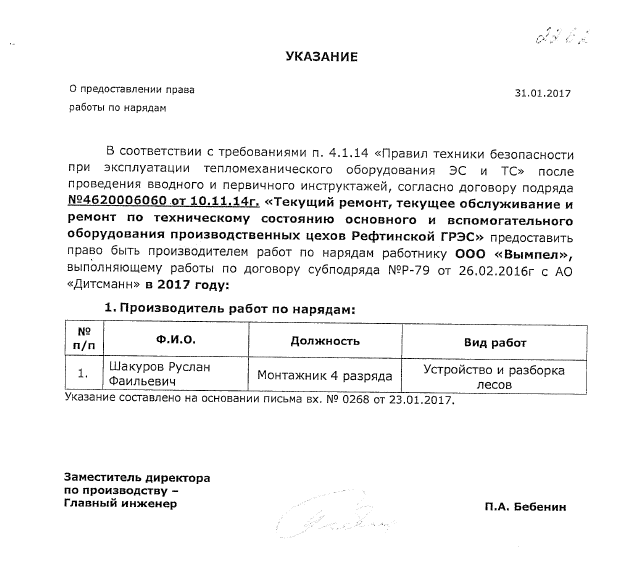 УКАЗАНИЕ
О предоставлении права
работы по нарядам
31.01.2017
В соответствии с требованиями п. 4.1.14 «Правил техники безопасности
при эксплуатации тепломеханического оборудования ЭС и ТС» после
проведения вводного и первичного инструктажей, согласно договору подряда
№4620006060 от 10.11.14г. «Текущий ремонт, текущее обслуживание и
ремонт по техническому состоянию основного и вспомогательного
оборудования производственных цехов Рефтинской ГРЭС» предоставить
право быть производителем работ по нарядам работнику ООО «Вымпел»,
выполняющему работы по договору субподряда №Р-79 от 26.02.2016г с АО
«Дитсманн» в 2017 году:
1. Производитель работ по нарядам:
№ п/п Ф.И.О. Должность Вид работ
1. Шакуров Руслан Фаильевич Монтажник 4 разряда Устройство и разборка лесов
Указание составлено на основании письма вх. № 0268 от 23.01.2017.
Заместитель директора
по производству –
Главный инженер
П.А. Бебенин